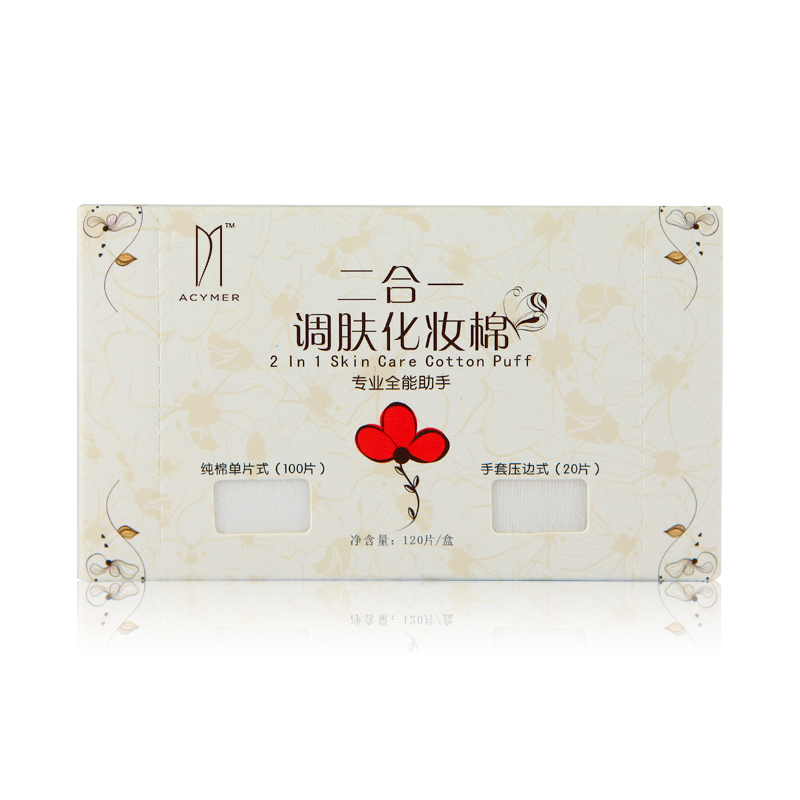 TM
ACYMER
二合一
调肤化妆棉
2 In 1 Skin Care Cotton Puff
专业全能助手
纯棉单片式（100片）
手套压边式（20片）
净含量：120片/盒